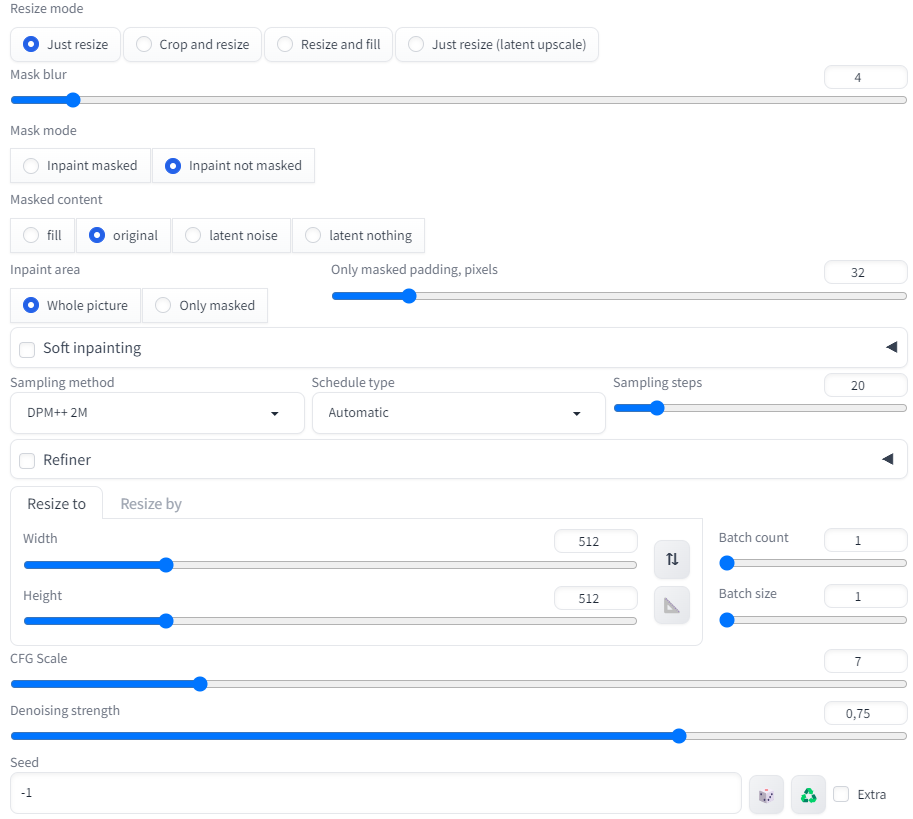 Resize mode
Just resize Crop and resize Resize and fill Just resize (latent upscale)
Mask blur 4
Mask mode
Inpaint masked Inpaint not masked
Masked content
fill original latent noise latent nothing
Inpaint area Only masked padding, pixels 32
Whole picture Only masked
Soft inpainting
Sampling method Schedule type Sampling steps 20
DPM++ 2M Automatic
Refiner
Resize to Resize by
Width 512 Batch count 1
Height 512 Batch size 1
CFG Scale 7
Denoising strength 0,75
Seed
-1 Extra